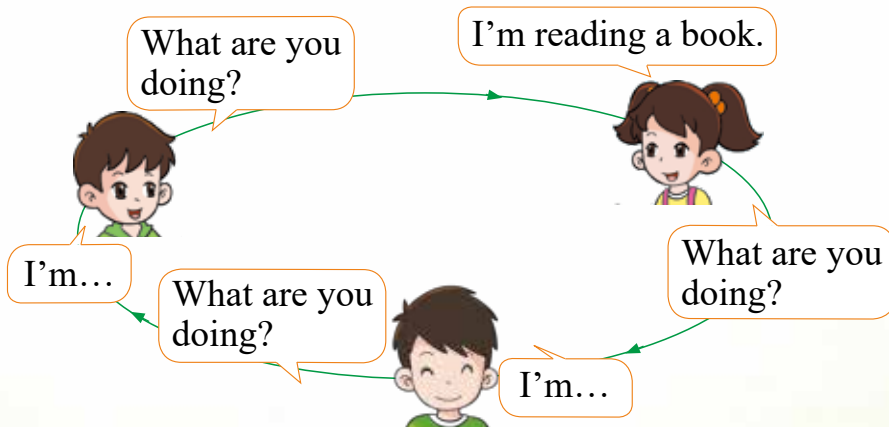 What are you
doing?
I'm reading a book.
What are you
doing?
I'm…
What are you
doing?
I'm…